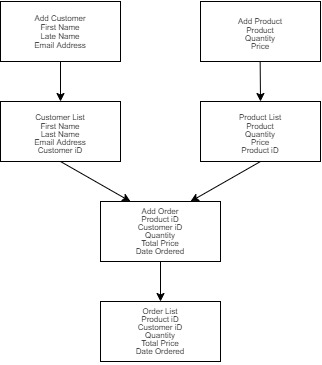 Add Customer
First Name
Late Name
Email Address
Add Product
Product
Quantity
Price
Customer List
First Name
Last Name
Email Address
Customer iD
Product List
Product
Quantity
Price
Product iD
Add Order
Product iD
Customer iD
Quantity
Total Price
Date Ordered
Order List
Product iD
Customer iD
Quantity
Total Price
Date Ordered